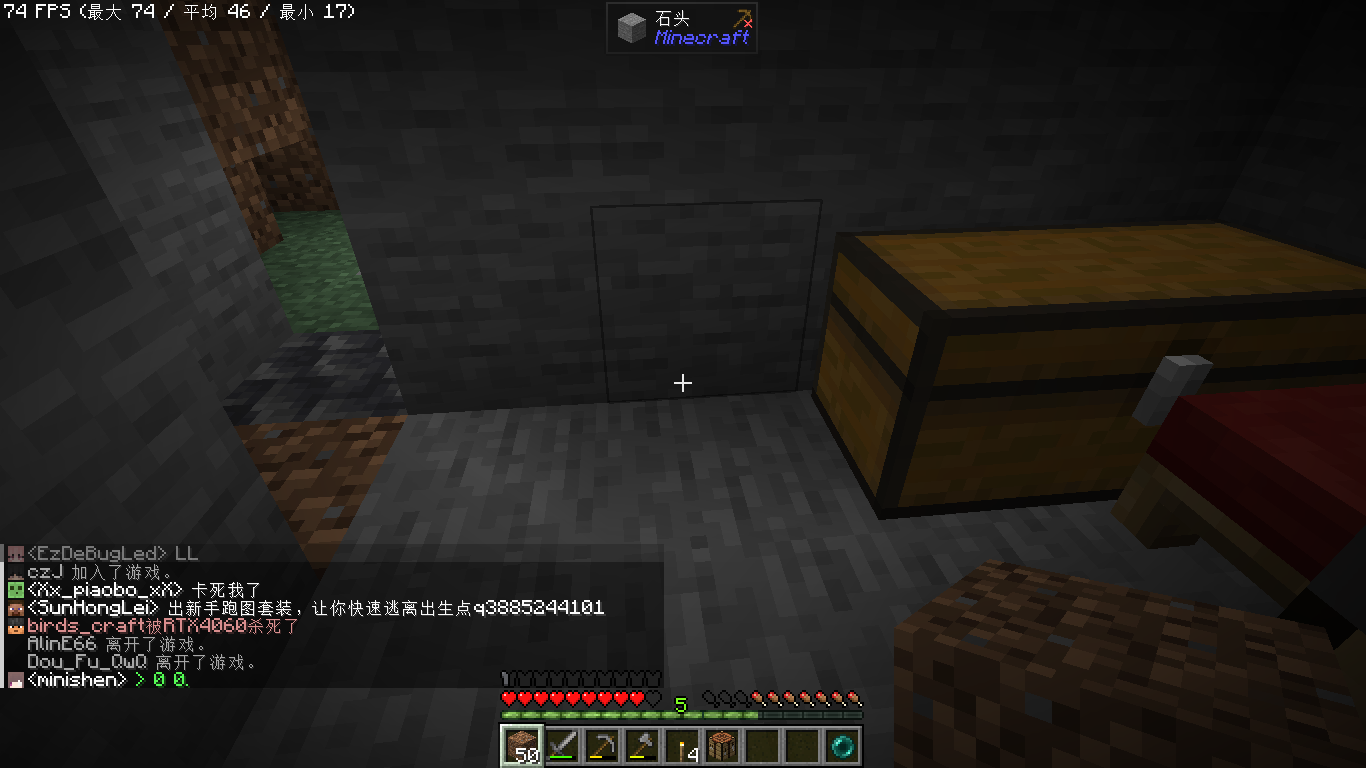 74 FPS (最大 74 / 平均 46 / 最小 17)
石头
Minecraft
<EzDeBugLed> LL
czJ 加入了游戏。
<Xx_piaobo_xX> 卡死我了
<SunHongLei> 出新手跑图套装，让你快速逃离出生点q3885244101
birds_craft被RTX4060杀死了
AlinE66 离开了游戏。
Dou_Fu_QwQ 离开了游戏。
<minishen> > 0 0.
5
50
4